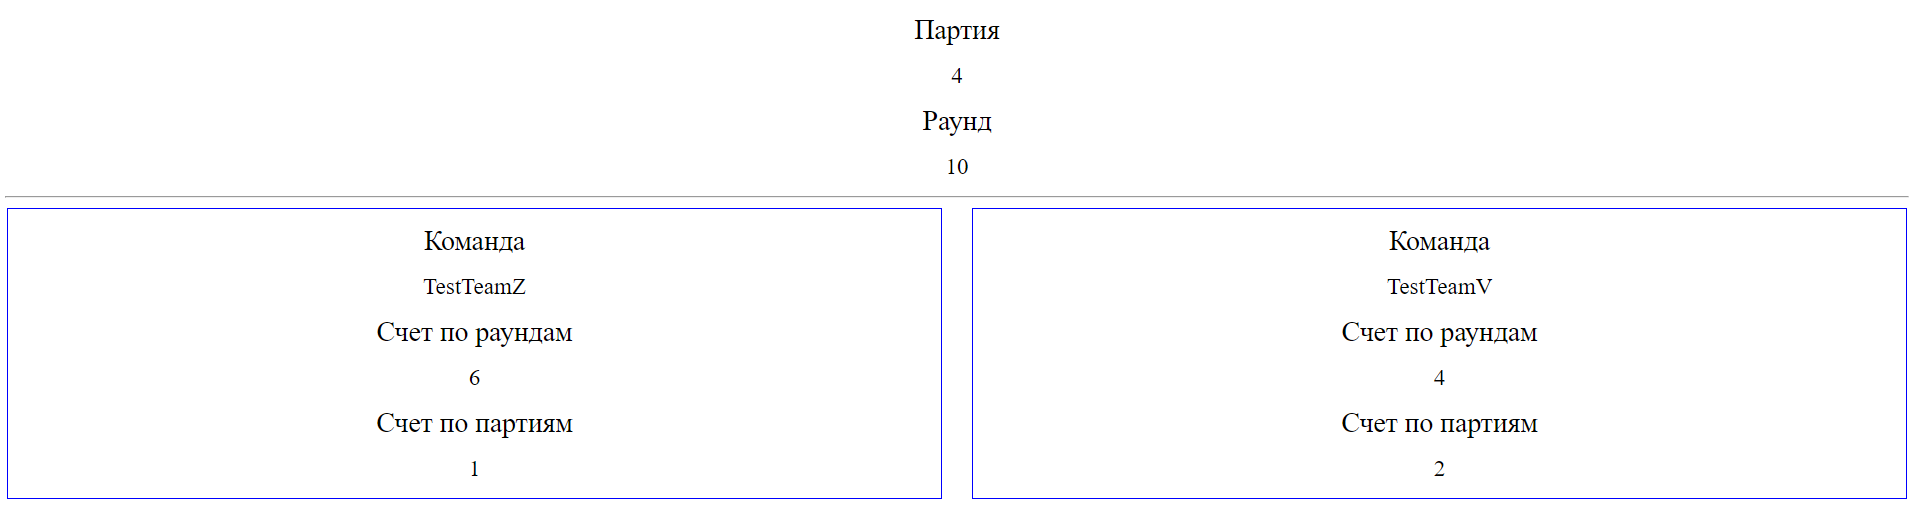 Партия
4
Раунд
10
Команда
TestTeamZ
Счет по раундам
6
Счет по партиям
1
Команда
TestTeamV
Счет по раундам
4
Счет по партиям
2